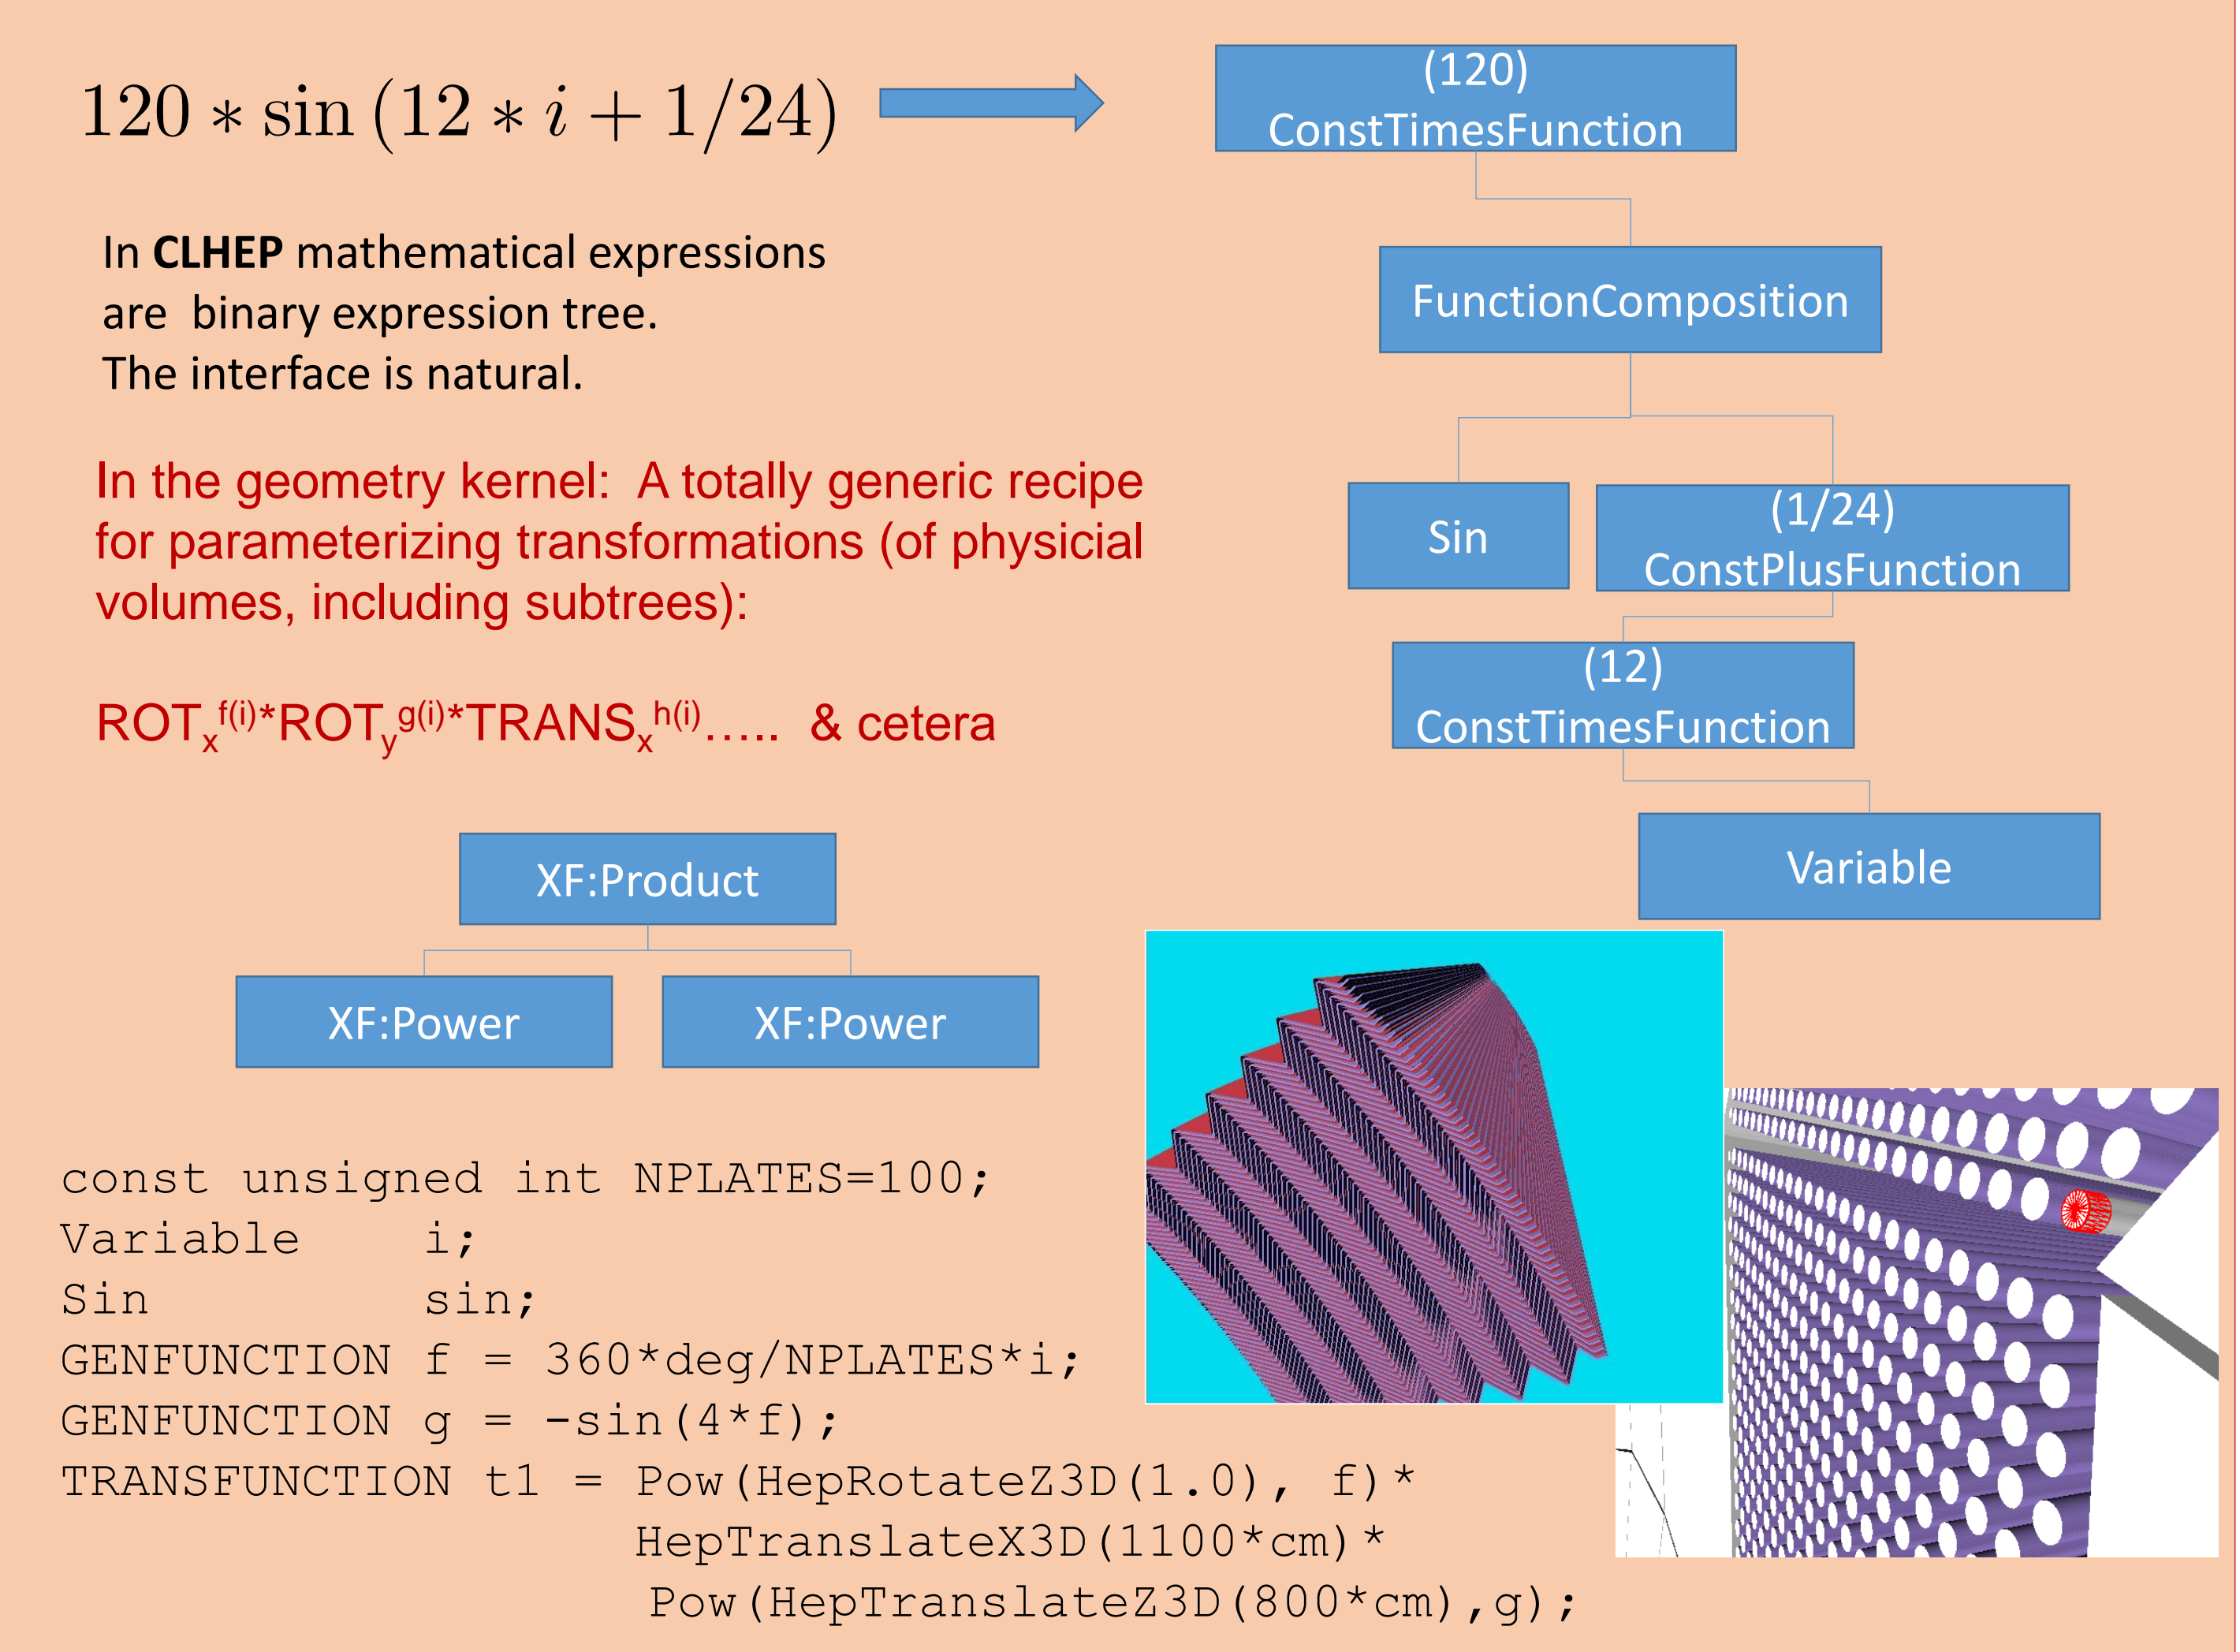 120 ∗ sin (12 ∗ i + 1/24)
(120)
ConstTimesFunction
FunctionComposition
Sin
(1/24)
ConstPlusFunction
(12)
ConstTimesFunction
Variable
In CLHEP mathematical expressions
are binary expression tree.
The interface is natural.
In the geometry kernel: A totally generic recipe
for parameterizing transformations (of physicial
volumes, including subtrees):
ROTₓf(i)*ROTyg(i)*TRANSₓh(i)..... & cetera
XF:Product
XF:Power
XF:Power
const unsigned int NPLATES=100;
Variable i;
Sin sin;
GENFUNCTION f = 360*deg/NPLATES*i;
GENFUNCTION g = -sin(4*f);
TRANSFUNCTION t1 = Pow(HepRotateZ3D(1.0), f)*
HepTranslateX3D(1100*cm)*
Pow(HepTranslateZ3D(800*cm),g);